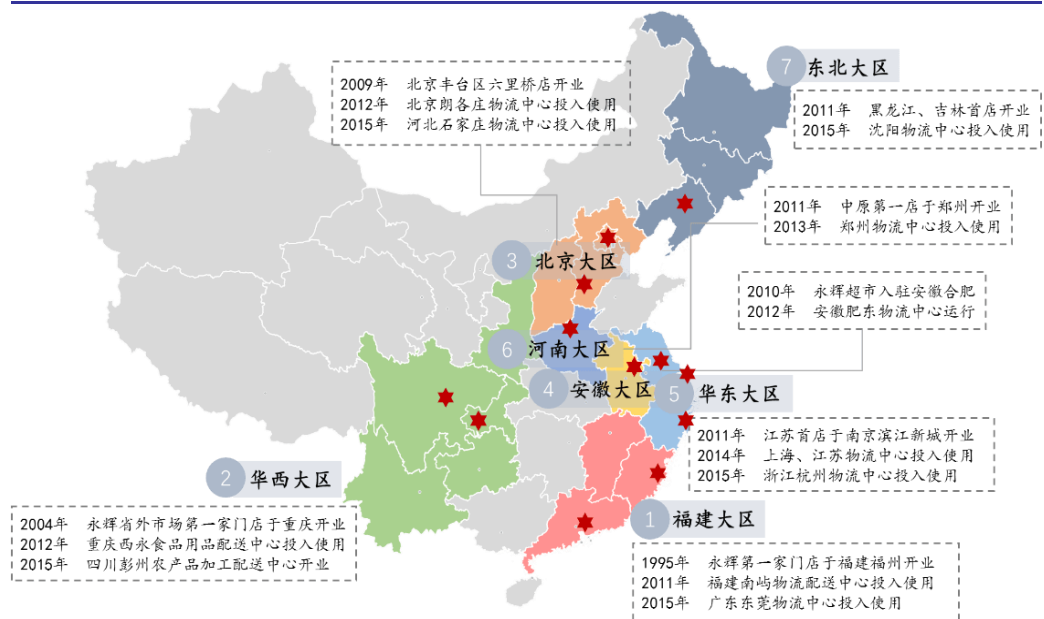 7 东北大区
2009年 北京丰台区六里桥店开业
2012年 北京朗各庄物流中心投入使用
2015年 河北石家庄物流中心投入使用
2011年 黑龙江、吉林首店开业
2015年 沈阳物流中心投入使用
2011年 中原第一店于郑州开业
2013年 郑州物流中心投入使用
3 北京大区
2010年 永辉超市入驻安徽合肥
2012年 安徽肥东物流中心运行
6 河南大区
4 安徽大区
5 华东大区
2011年 江苏首店于南京滨江新城开业
2014年 上海、江苏物流中心投入使用
2015年 浙江杭州物流中心投入使用
2 华西大区
2004年 永辉省外市场第一家门店于重庆开业
2012年 重庆西永食品用品配送中心投入使用
2015年 四川彭州农产品加工配送中心开业
1 福建大区
1995年 永辉第一家门店于福建福州开业
2011年 福建南屿物流配送中心投入使用
2015年 广东东莞物流中心投入使用